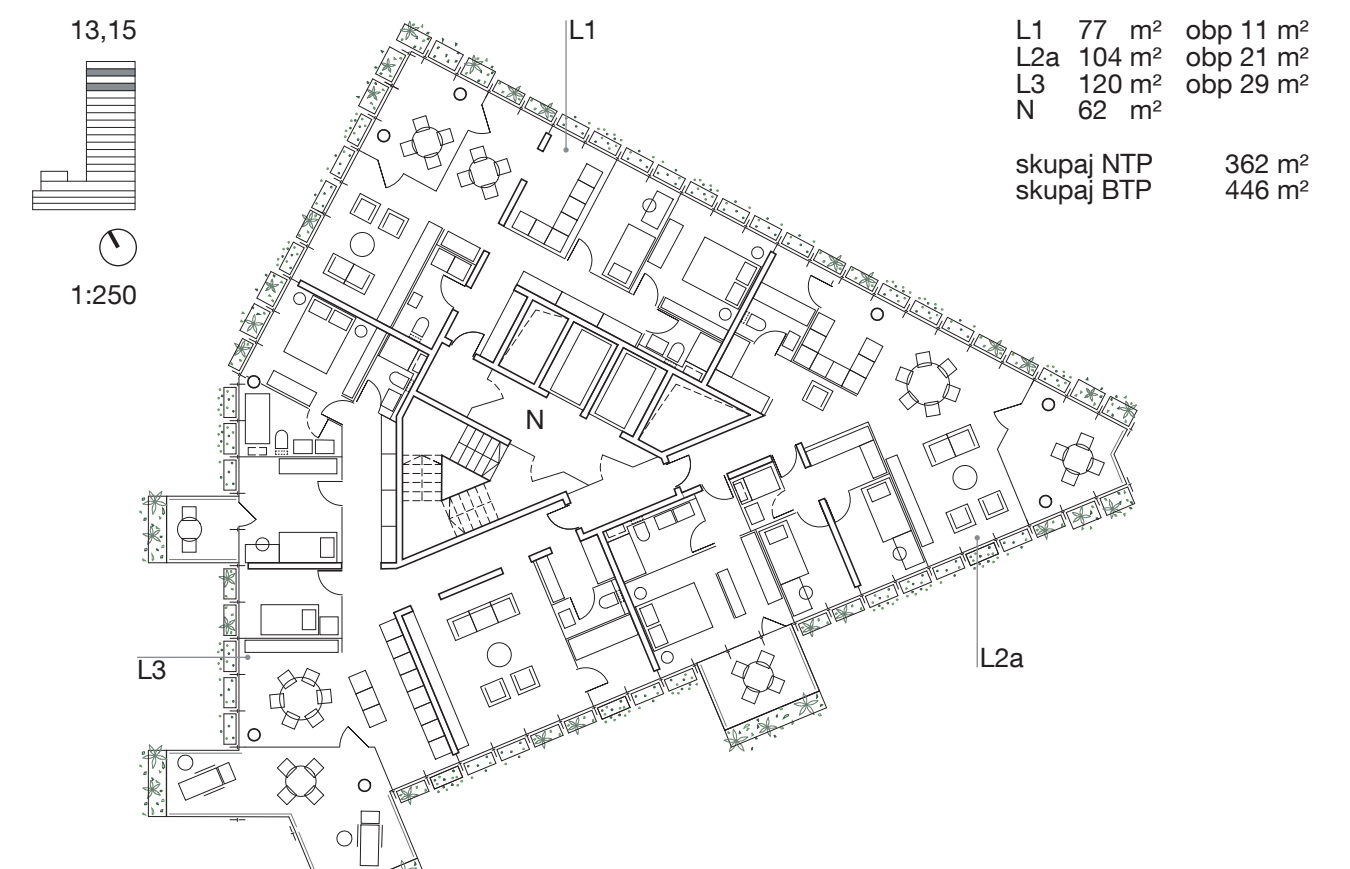 13,15
1:250
L1
L1 77 m² obp 11 m²
L2a 104 m² obp 21 m²
L3 120 m² obp 29 m²
N 62 m²
skupaj NTP 362 m²
skupaj BTP 446 m²
N
L3
L2a